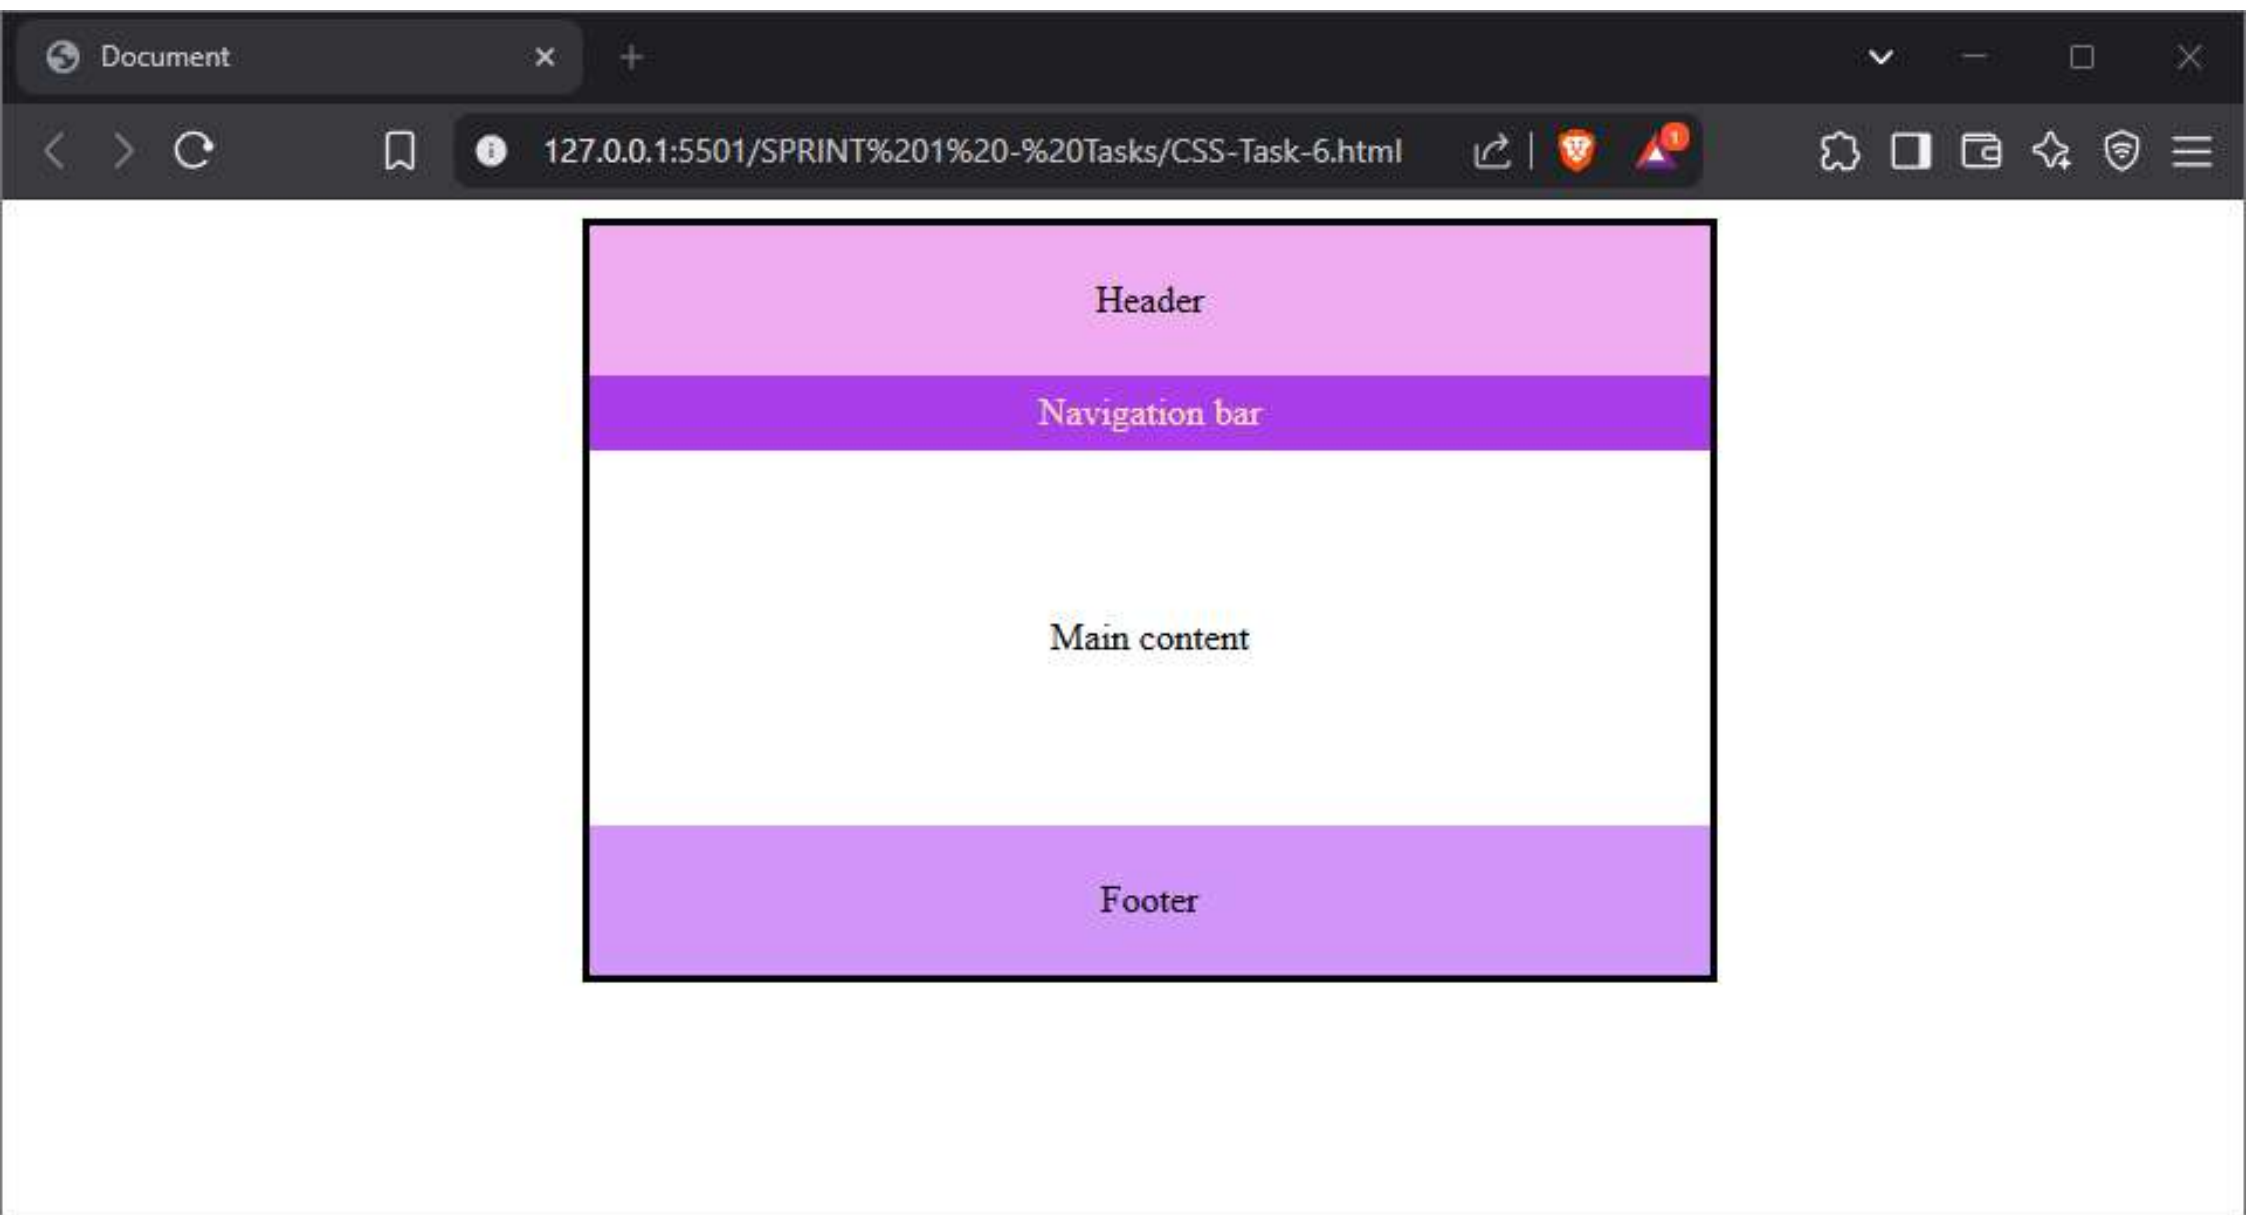 Document
127.0.0.1:5501/SPRINT%201%20-%20Tasks/CSS-Task-6.html
1
Header
Navigation bar
Main content
Footer